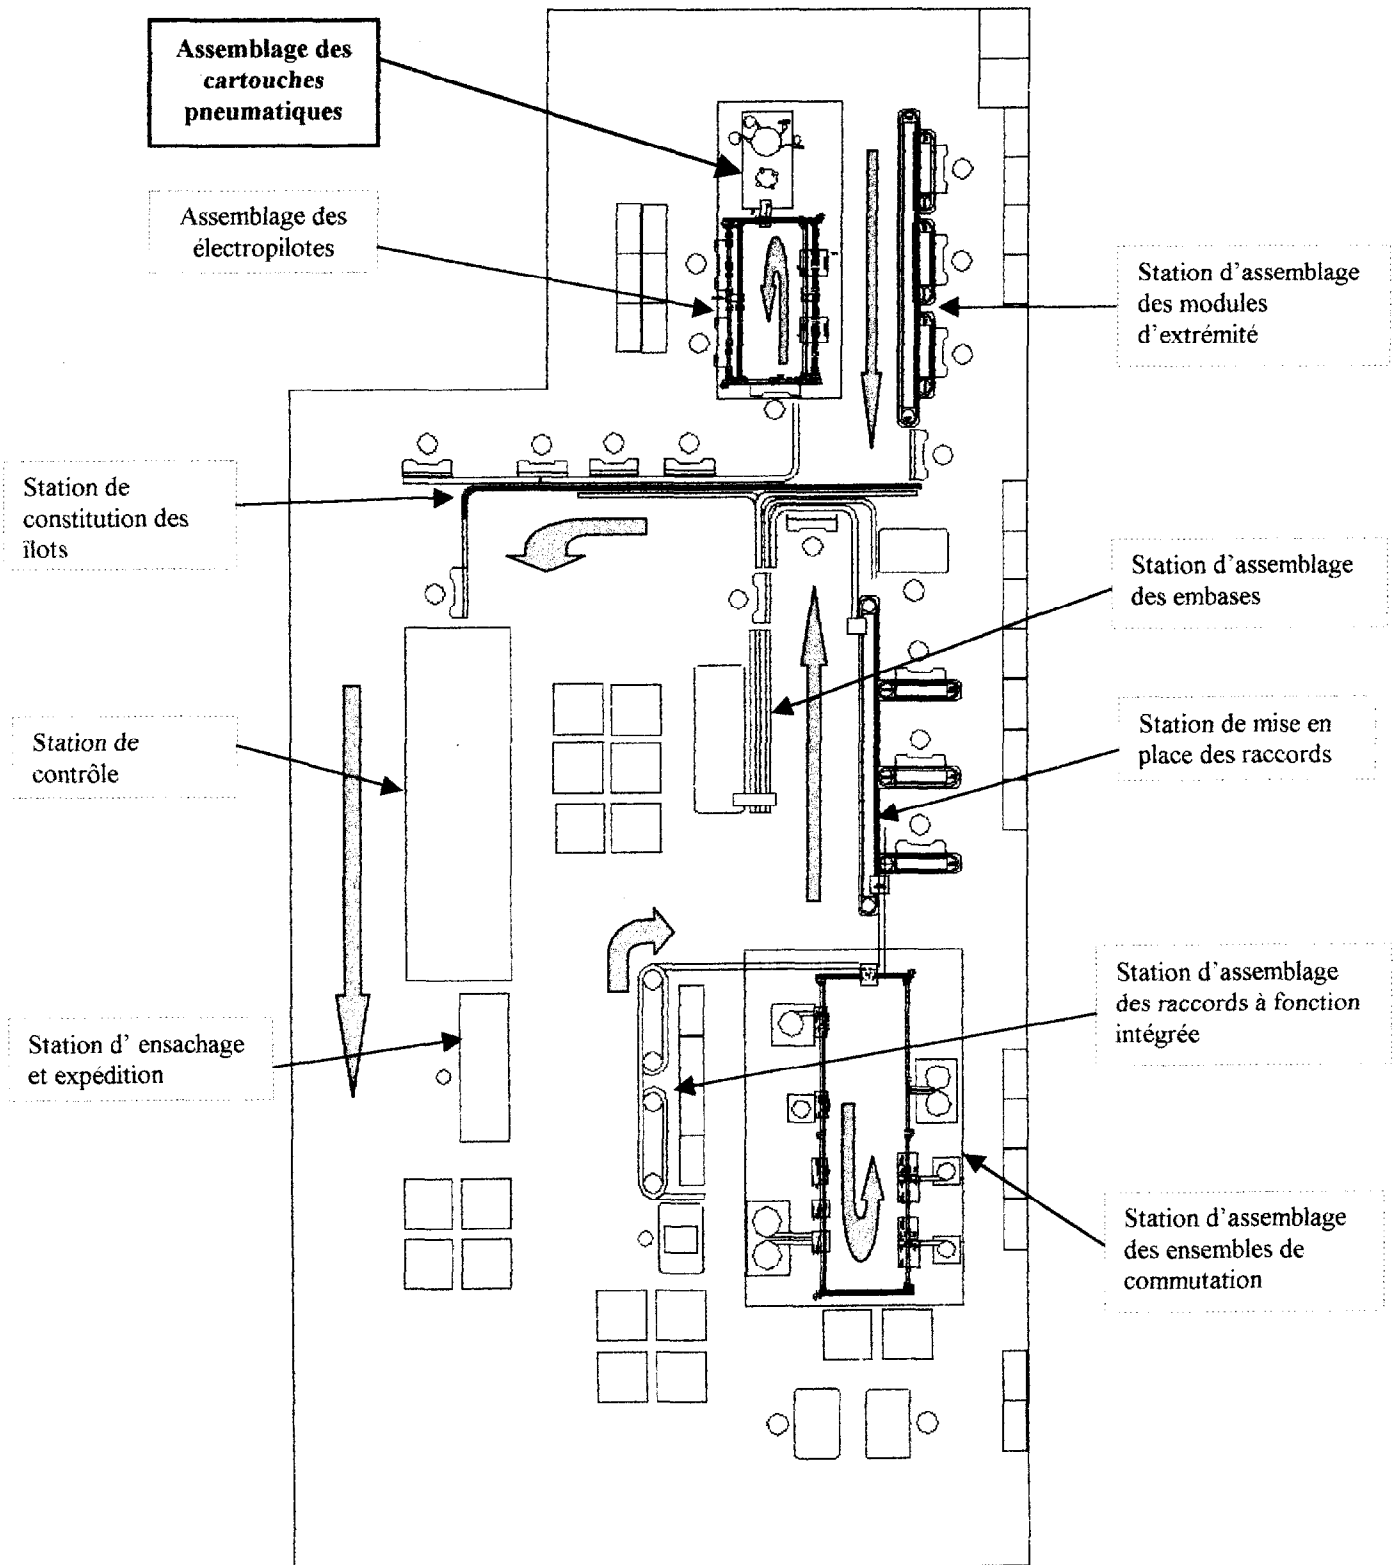 Assemblage des
cartouches
pneumatiques
Assemblage des
électropilotes
Station d'assemblage
des modules
d'extrémité
Station de
constitution des
îlots
Station d'assemblage
des embases
Station de mise en
place des raccords
Station de
contrôle
Station d'assemblage
des raccords à fonction
intégrée
Station d' ensachage
et expédition
Station d'assemblage
des ensembles de
commutation